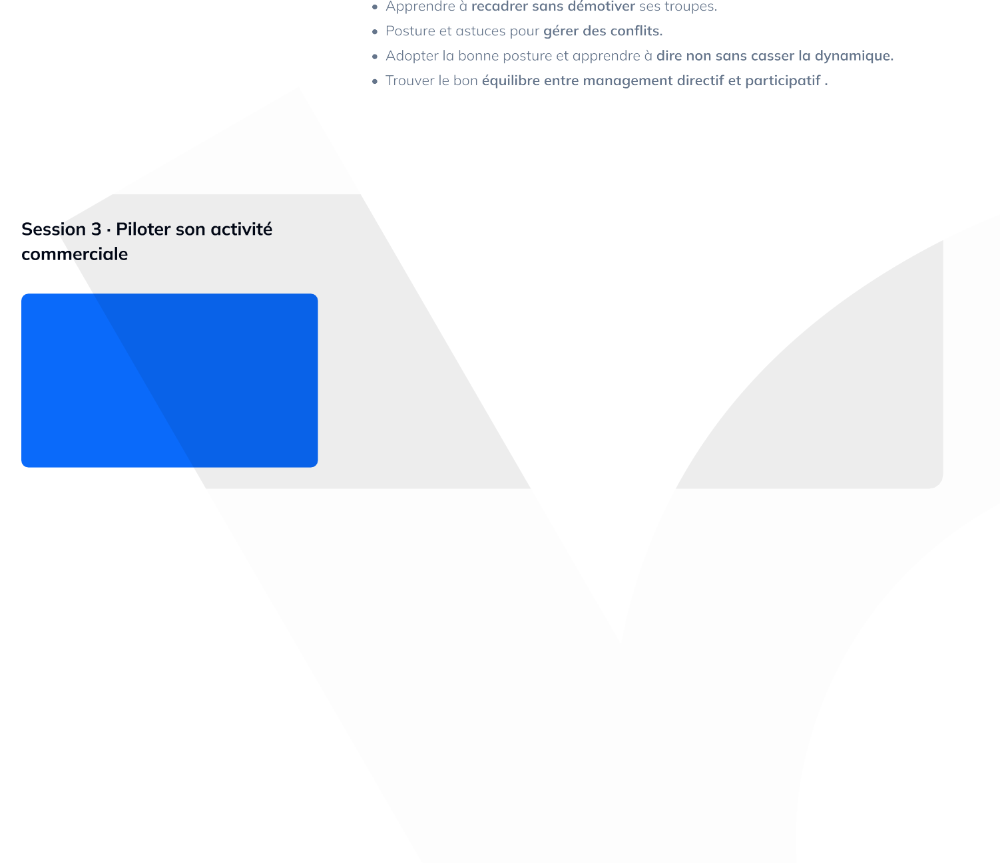 • Apprendre à recadrer sans démotiver ses troupes.
• Posture et astuces pour gérer des conflits.
• Adopter la bonne posture et apprendre à dire non sans casser la dynamique.
• Trouver le bon équilibre entre management directif et participatif .
Session 3 · Piloter son activité
commerciale